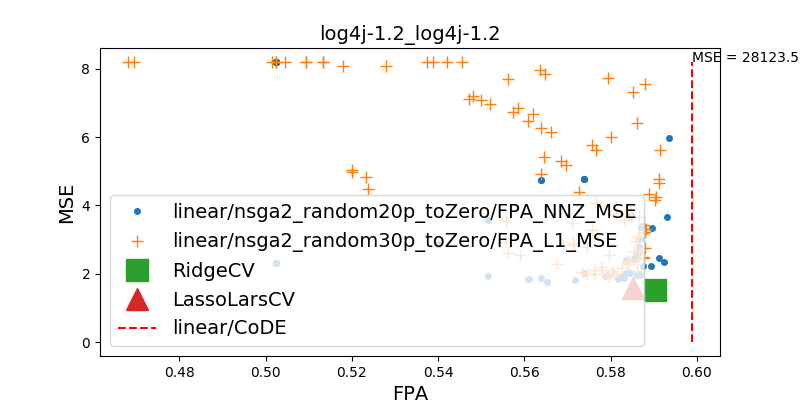 log4j-1.2_log4j-1.2
MSE = 28123.5
MSE
8
6
4
2
0
linear/nsga2_random20p_toZero/FPA_NNZ_MSE
linear/nsga2_random30p_toZero/FPA_L1_MSE
RidgeCV
LassoLarsCV
linear/CoDE
0.48 0.50 0.52 0.54 0.56 0.58 0.60
FPA